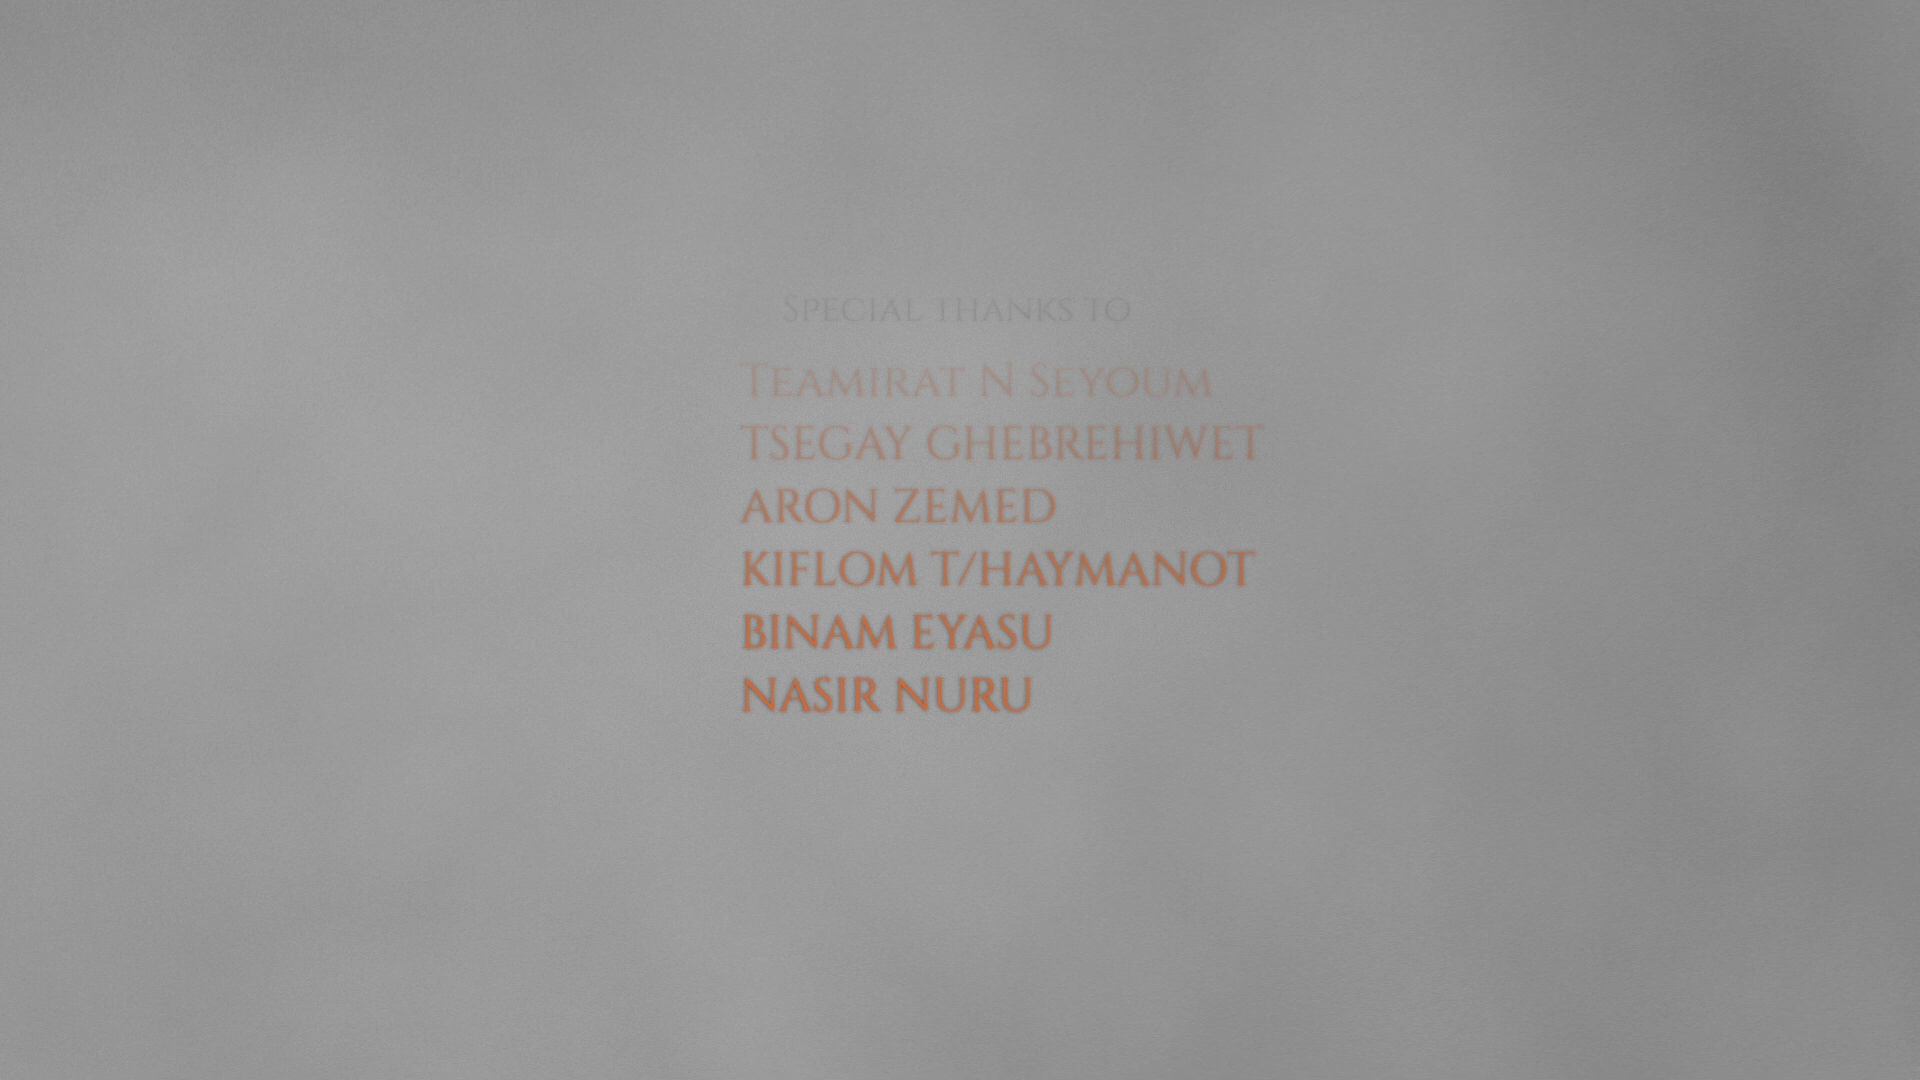 Special thanks to
Teamirat N Seyoum
TSEGAY GHEBREHIWET
ARON ZEMED
KIFLOM T/HAYMANOT
BINAM EYASU
NASIR NURU